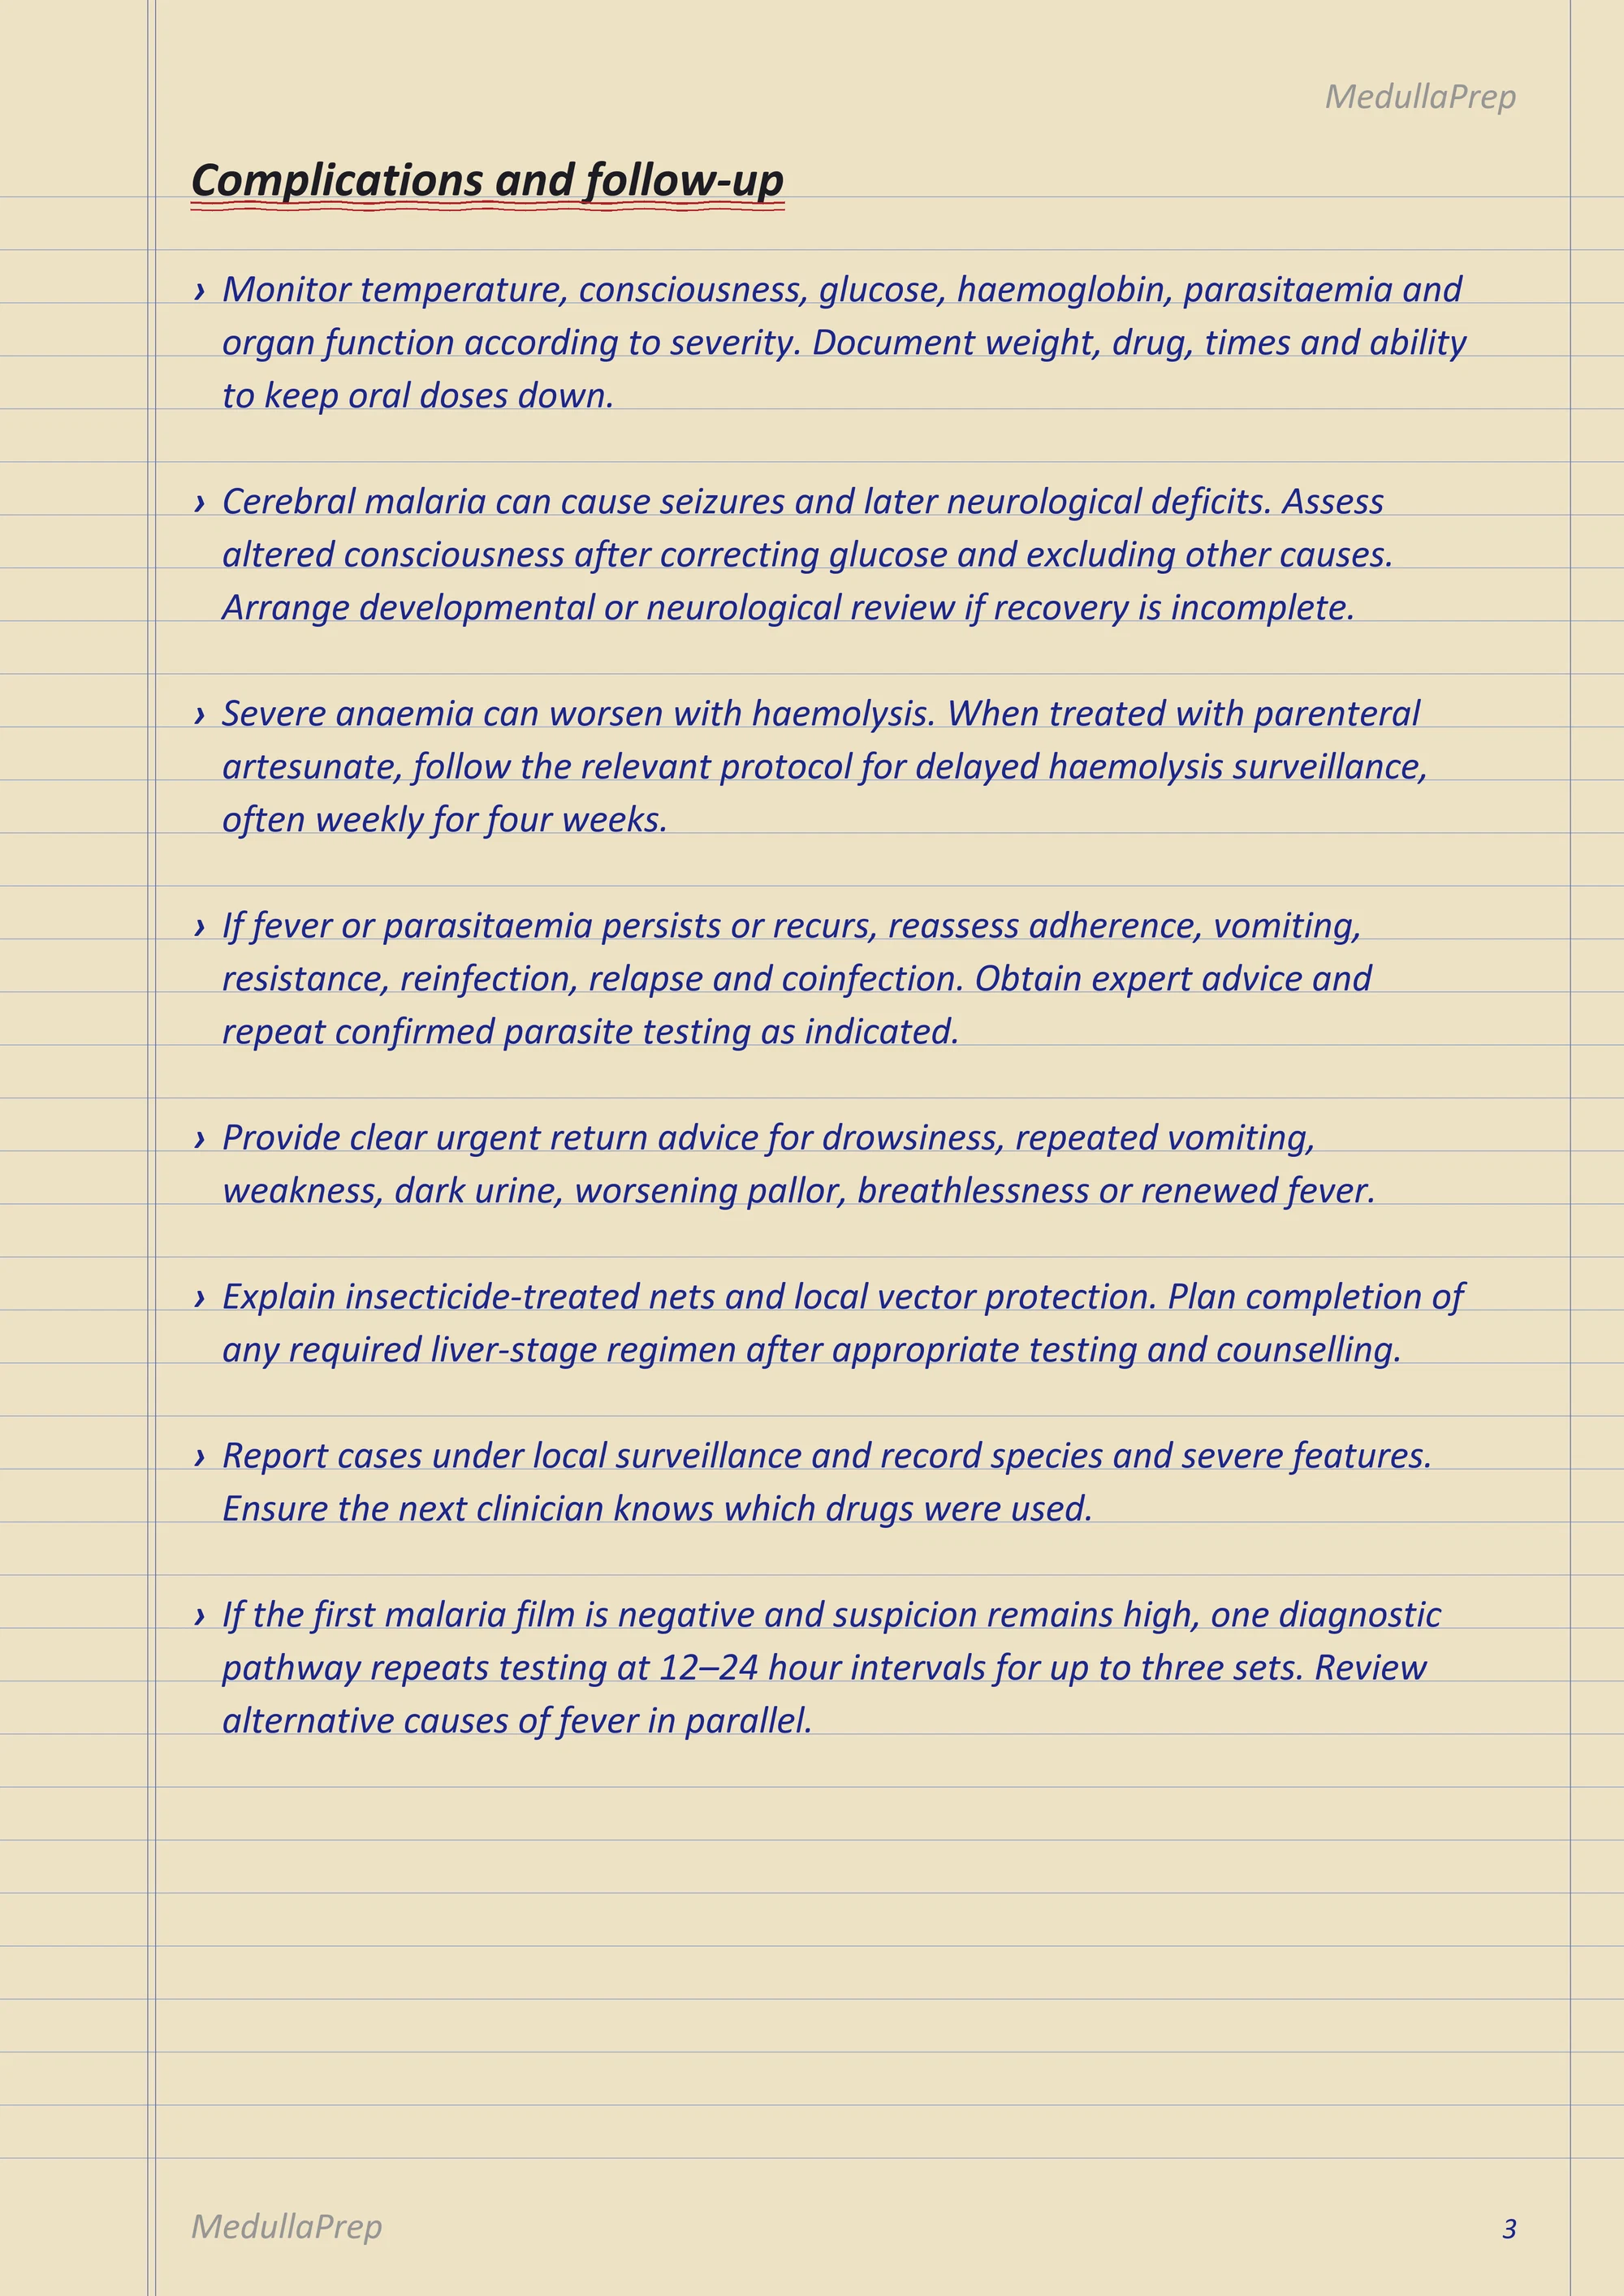 MedullaPrep
Complications and follow-up
› Monitor temperature, consciousness, glucose, haemoglobin, parasitaemia and
organ function according to severity. Document weight, drug, times and ability
to keep oral doses down.
› Cerebral malaria can cause seizures and later neurological deficits. Assess
altered consciousness after correcting glucose and excluding other causes.
Arrange developmental or neurological review if recovery is incomplete.
› Severe anaemia can worsen with haemolysis. When treated with parenteral
artesunate, follow the relevant protocol for delayed haemolysis surveillance,
often weekly for four weeks.
› If fever or parasitaemia persists or recurs, reassess adherence, vomiting,
resistance, reinfection, relapse and coinfection. Obtain expert advice and
repeat confirmed parasite testing as indicated.
› Provide clear urgent return advice for drowsiness, repeated vomiting,
weakness, dark urine, worsening pallor, breathlessness or renewed fever.
› Explain insecticide-treated nets and local vector protection. Plan completion of
any required liver-stage regimen after appropriate testing and counselling.
› Report cases under local surveillance and record species and severe features.
Ensure the next clinician knows which drugs were used.
› If the first malaria film is negative and suspicion remains high, one diagnostic
pathway repeats testing at 12–24 hour intervals for up to three sets. Review
alternative causes of fever in parallel.
MedullaPrep
3